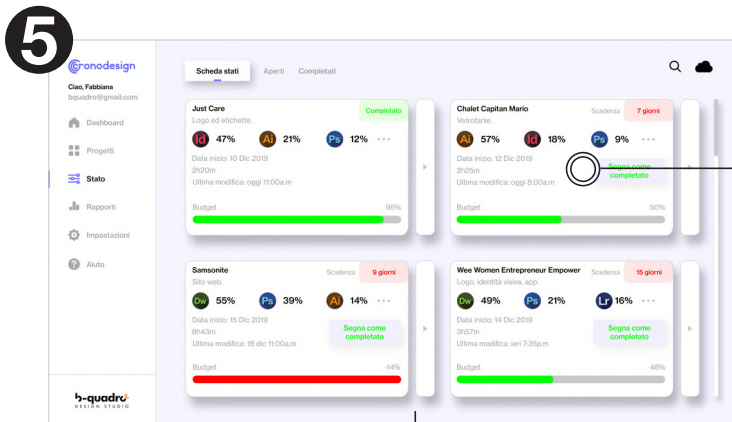 5
Cronodesign
Ciao, Fabbiana
bquadro@gmail.com
Dashboard
Progetti
Stato
Rapporti
Impostazioni
Aiuto
b-quadro
DESIGN STUDIO
Scheda stati Aperti Completati
Just Care Completato
Logo ed etichette.
Id 47% Ai 21% Ps 12% ...
Data inizio: 10 Dic 2019
2h20m
Ultima modifica: oggi 11:00a.m
Budget 95%
Chalet Capitan Mario Scadenza 7 giorni
Vetrofanie.
Ai 57% Id 18% Ps 9% ...
Data inizio: 12 Dic 2019
2h25m
Segna come
completato
Ultima modifica: oggi 8:00a.m
Budget 50%
Samsonite Scadenza 9 giorni
Sito web.
Dw 55% Ps 39% Ai 14% ...
Data inizio: 15 Dic 2019
8h43m
Segna come
completato
Ultima modifica: 18 dic 11:00a.m
Budget -14%
Wee Women Entrepreneur Empower Scadenza 15 giorni
Logo, identità visiva, app.
Dw 49% Ps 21% Lr 16% ...
Data inizio: 14 Dic 2019
3h57m
Segna come
completato
Ultima modifica: ieri 7:35p.m
Budget 48%